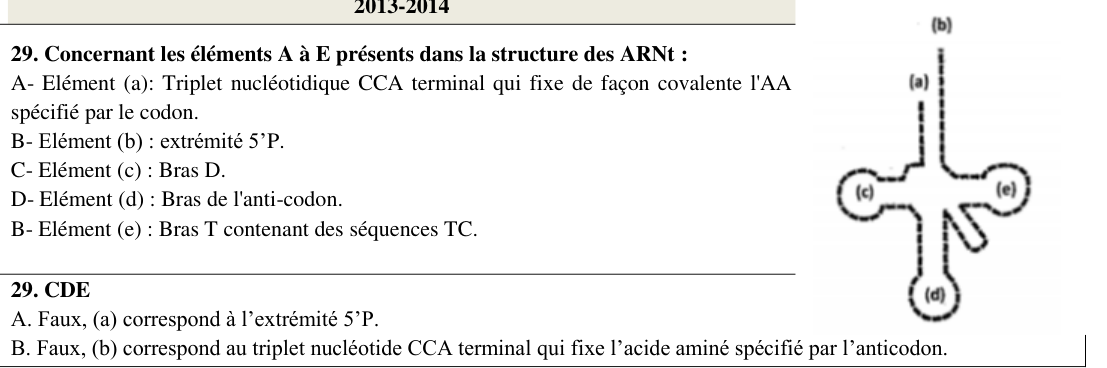 2013-2014
29. Concernant les éléments A à E présents dans la structure des ARNt :
A- Elément (a): Triplet nucléotidique CCA terminal qui fixe de façon covalente l'AA
spécifié par le codon.
B- Elément (b) : extrémité 5’P.
C- Elément (c) : Bras D.
D- Elément (d) : Bras de l'anti-codon.
B- Elément (e) : Bras T contenant des séquences TC.
(b)
(a)
(c)
(e)
(d)
29. CDE
A. Faux, (a) correspond à l’extrémité 5’P.
B. Faux, (b) correspond au triplet nucléotide CCA terminal qui fixe l’acide aminé spécifié par l’anticodon.